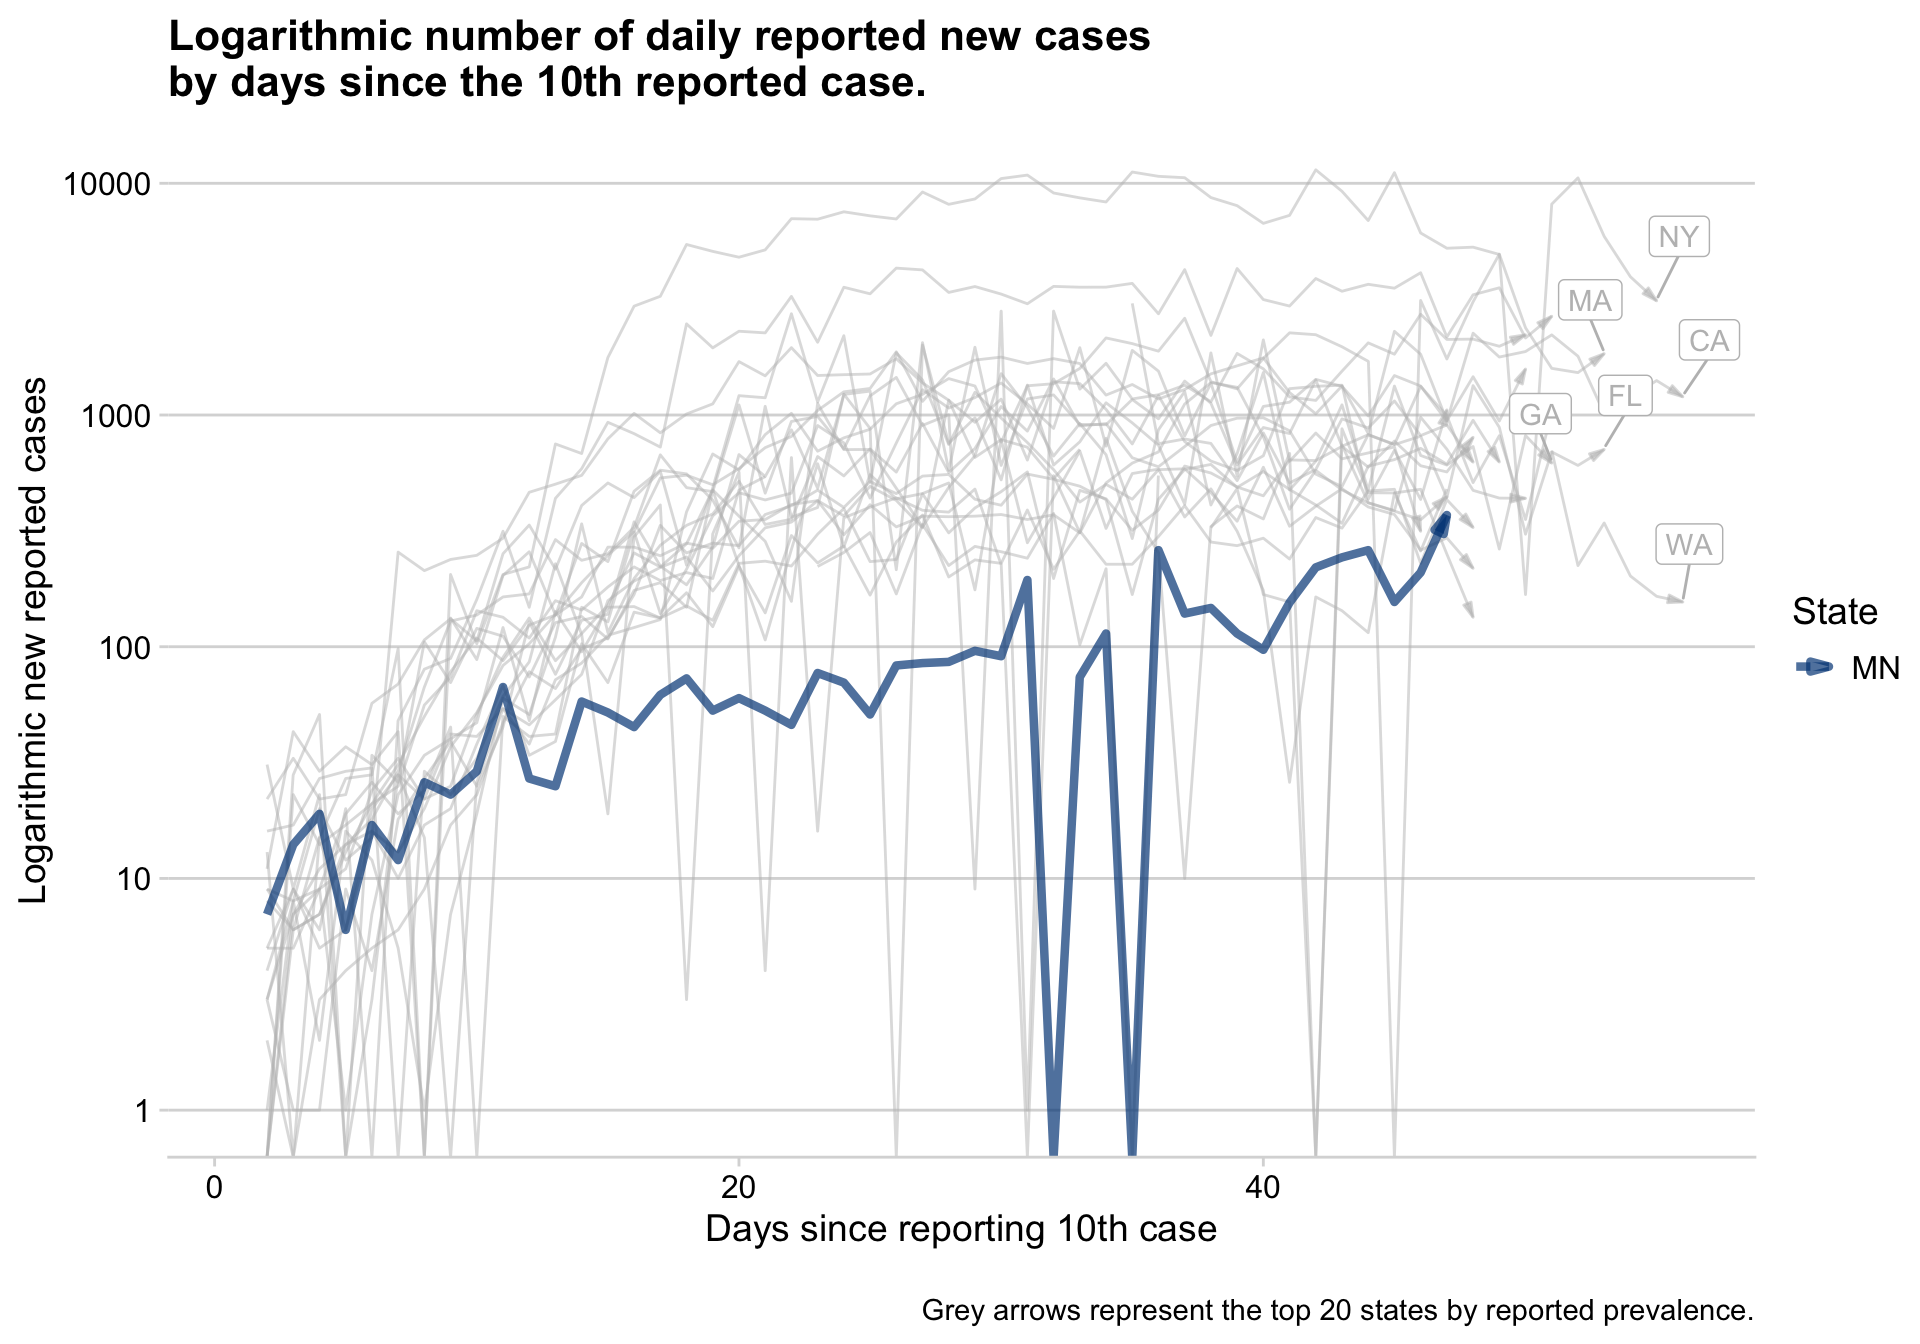 Logarithmic number of daily reported new cases
by days since the 10th reported case.
Logarithmic new reported cases
10000
1000
100
10
1
NY
MA
CA
FL
GA
WA
State
MN
0
20
40
Days since reporting 10th case
Grey arrows represent the top 20 states by reported prevalence.